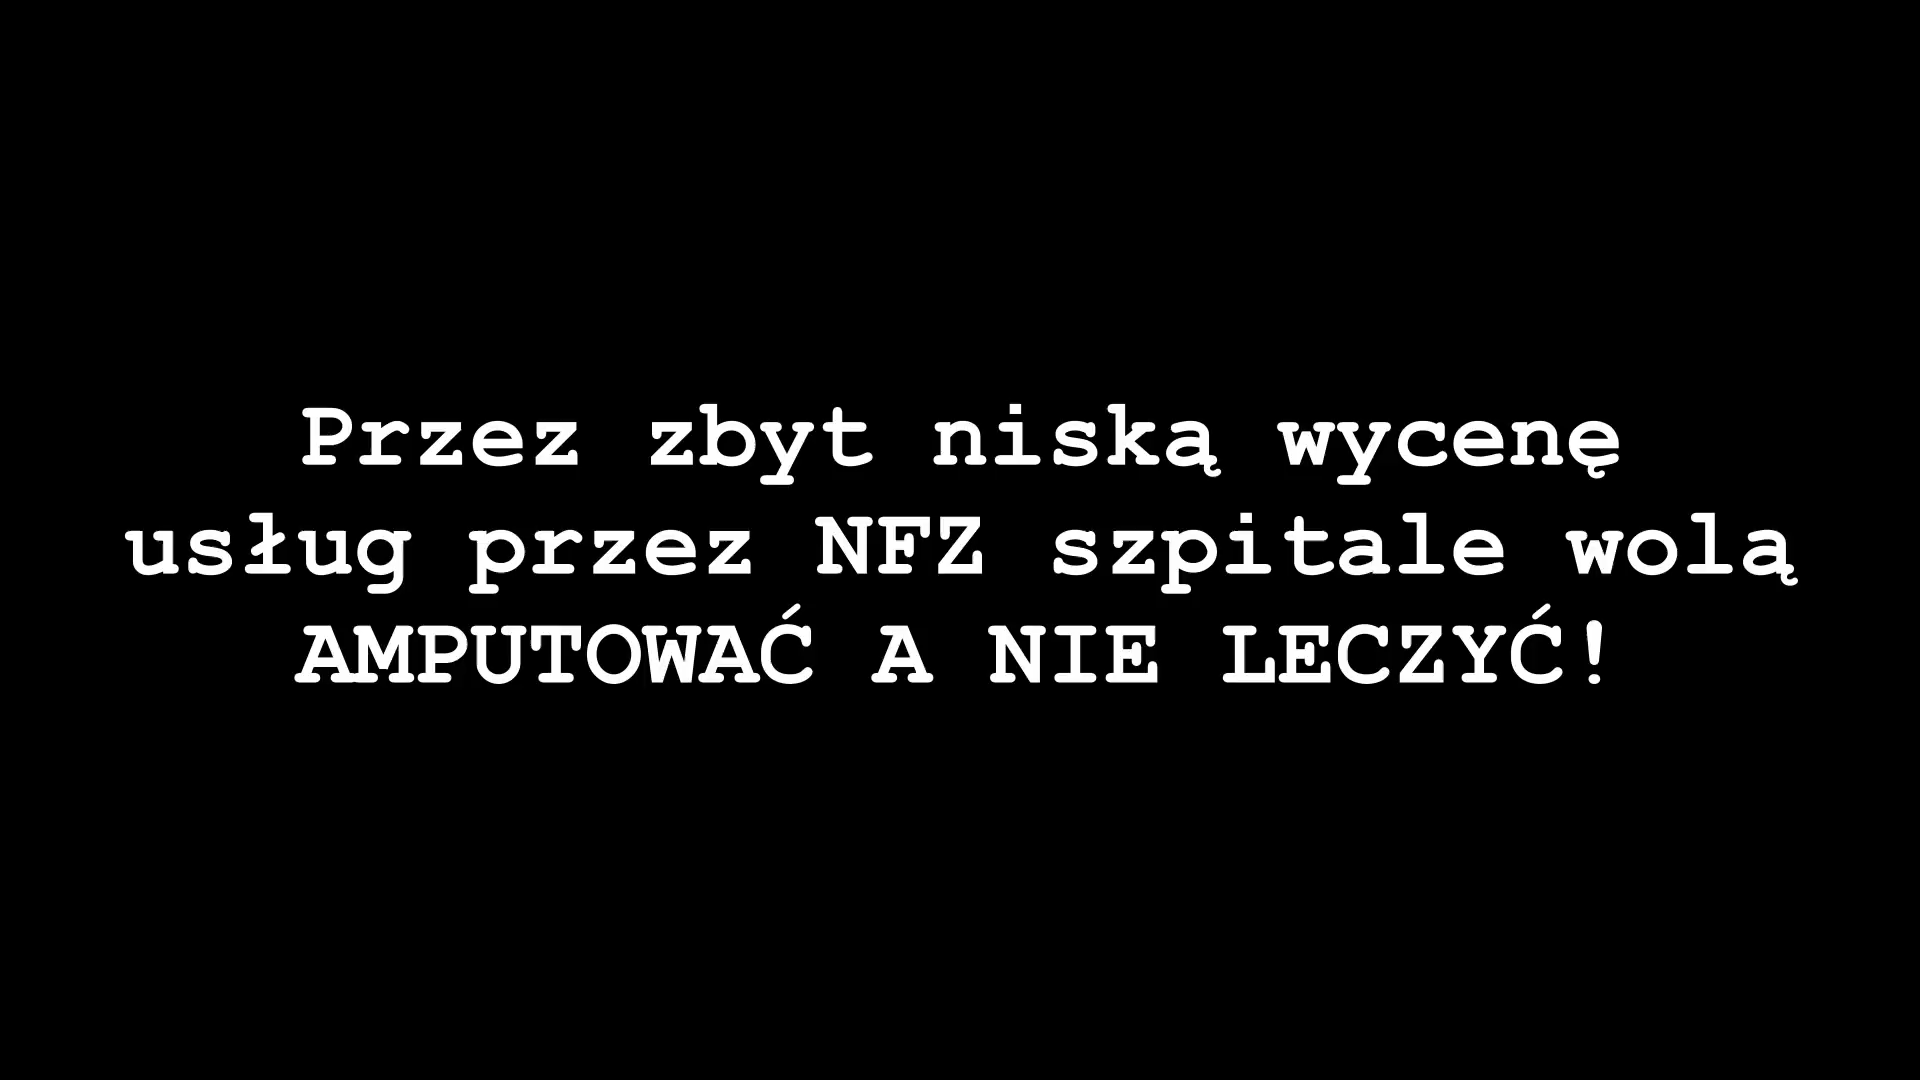 Przez zbyt niską wycenę
usług przez NFZ szpitale wolą
AMPUTOWAĆ A NIE LECZYĆ!